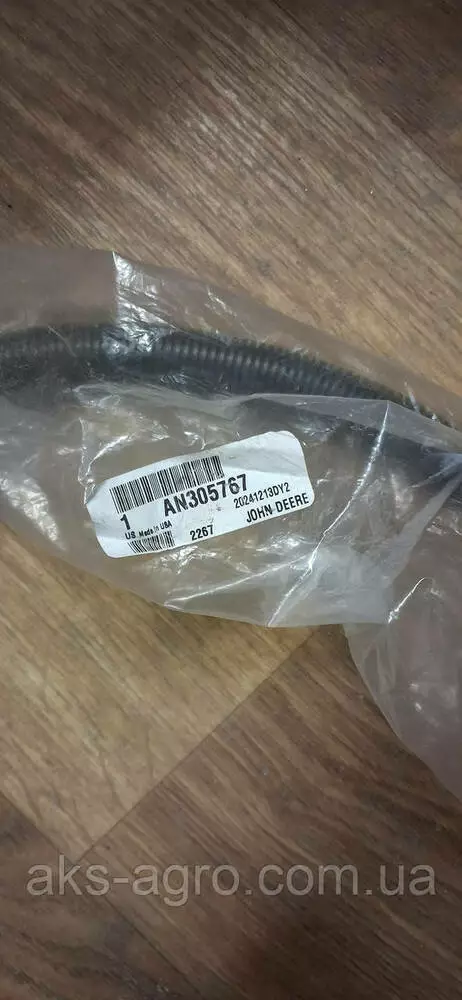 AN305767
1 20241213DY2
US Made in USA 2267 JOHN DEERE
aks-agro.com.ua